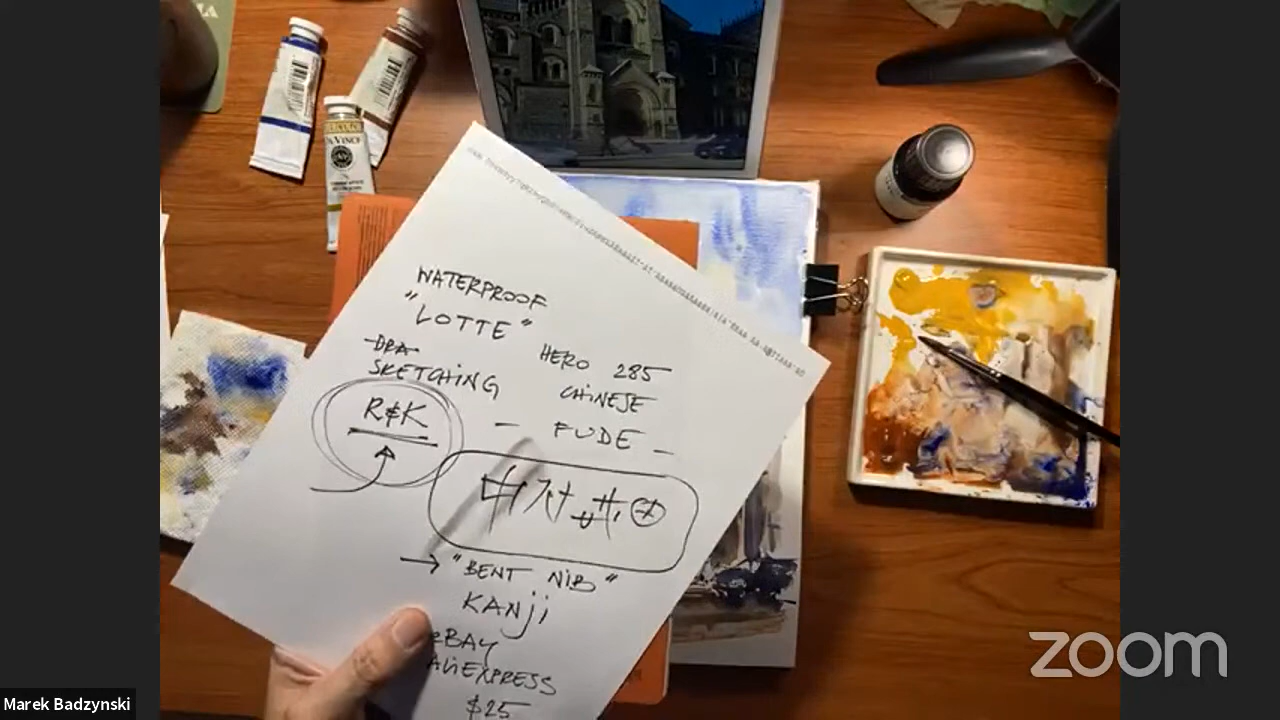 WATERPROOF
"LOTTE"
DRA
SKETCHING
R&K
HERO 285
CHINESE
- FUDE -
→ "BENT NIB"
KANJI
eBAY
ALiEXPRESS
$25
zoom
Marek Badzynski